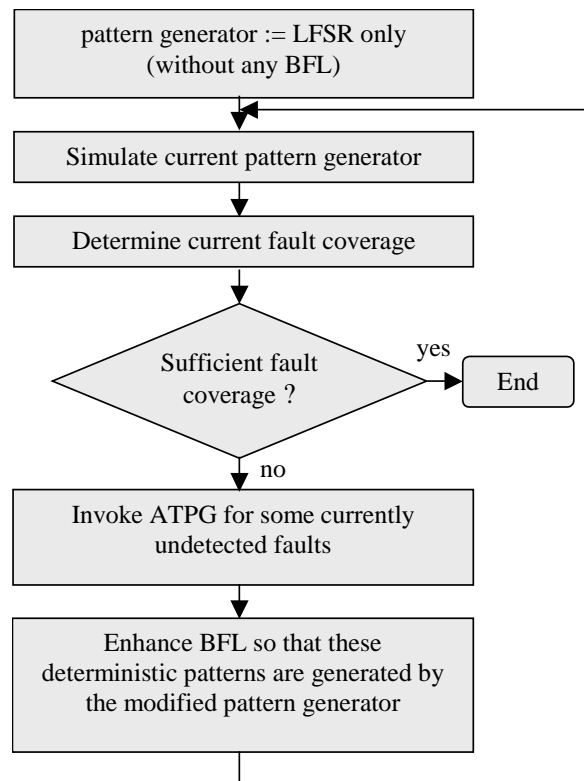 pattern generator := LFSR only
(without any BFL)
Simulate current pattern generator
Determine current fault coverage
Sufficient fault
coverage ?
yes
End
no
Invoke ATPG for some currently
undetected faults
Enhance BFL so that these
deterministic patterns are generated by
the modified pattern generator